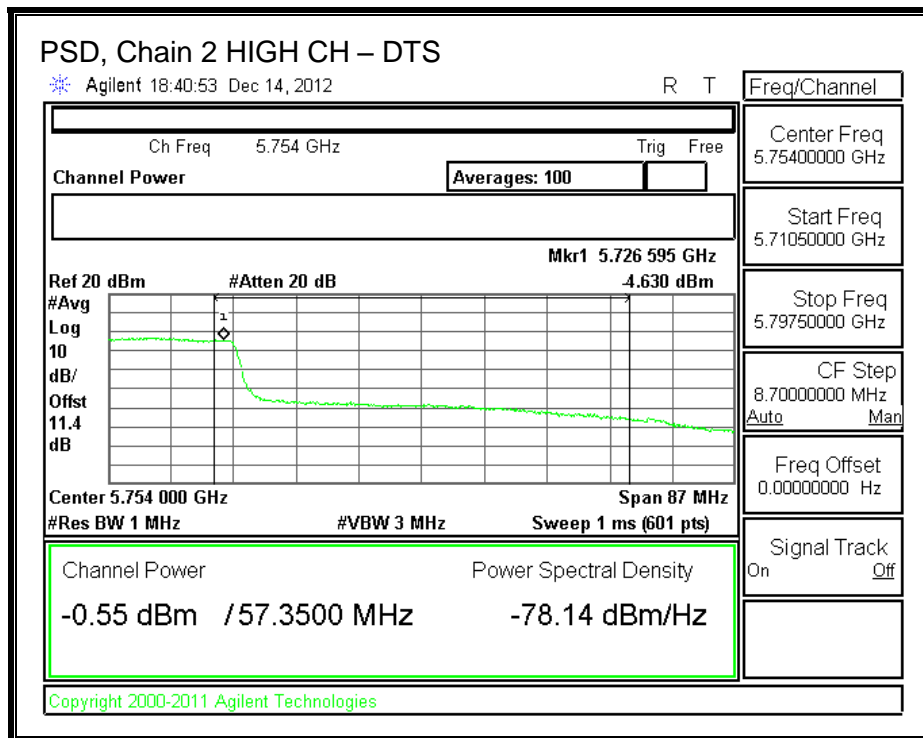 PSD, Chain 2 HIGH CH – DTS
Agilent 18:40:53 Dec 14, 2012 R T
Freq/Channel
Ch Freq 5.754 GHz Trig Free
Channel Power Averages: 100
Mkr1 5.726 595 GHz
Ref 20 dBm #Atten 20 dB -4.630 dBm
#Avg
Log
10
dB/
Offst
11.4
dB
1
Center 5.754 000 GHz Span 87 MHz
#Res BW 1 MHz #VBW 3 MHz Sweep 1 ms (601 pts)
Channel Power Power Spectral Density
-0.55 dBm /57.3500 MHz -78.14 dBm/Hz
Center Freq
5.75400000 GHz
Start Freq
5.71050000 GHz
Stop Freq
5.79750000 GHz
CF Step
8.70000000 MHz
Auto Man
Freq Offset
0.00000000 Hz
Signal Track
On Off
Copyright 2000-2011 Agilent Technologies